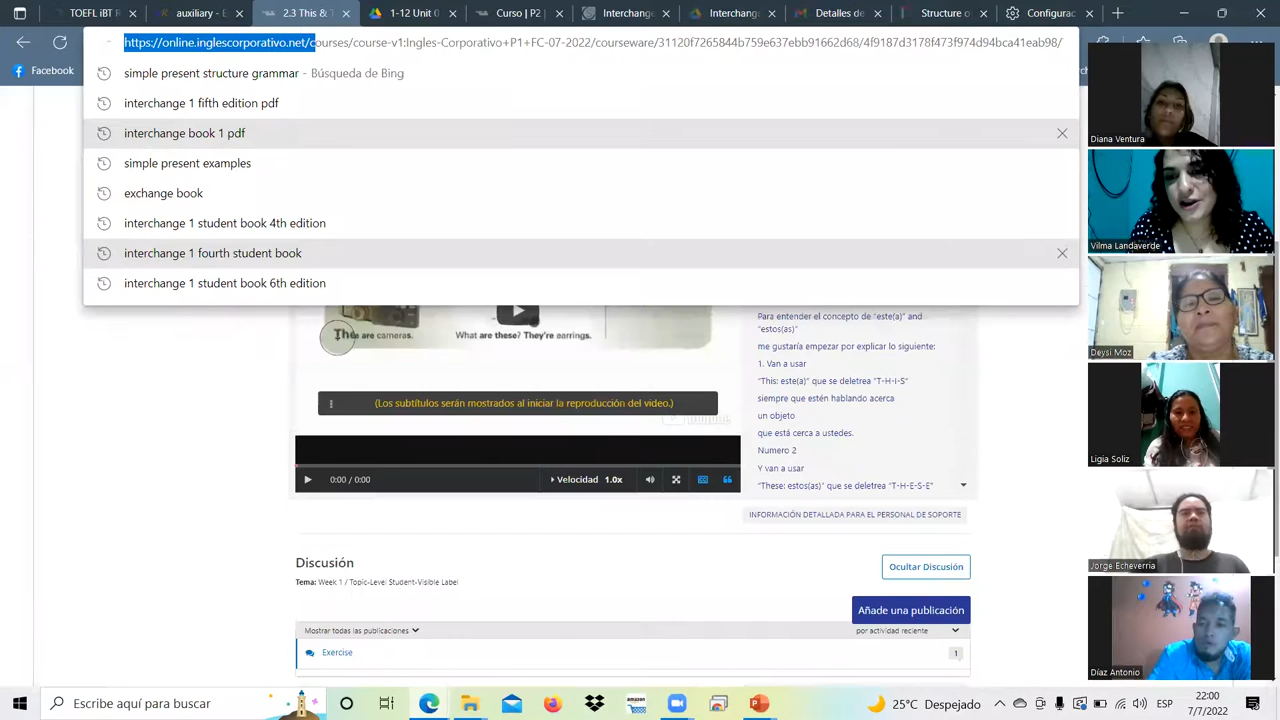 TOEFL iBT R
auxiliary - E
2.3 This & T
1-12 Unit 0
Curso | P2
Interchange
Interchange
Detalles de
Structured
Configurac
https://online.inglescorporativo.net/courses/course-v1:Ingles-Corporativo+P1+FC-07-2022/courseware/31120f7265844b759e637ebb91662d68/4f9187d3178f473f974d94bca41eab98/
Facebook
simple present structure grammar - Búsqueda de Bing
interchange 1 fifth edition pdf
interchange book 1 pdf
simple present examples
exchange book
interchange 1 student book 4th edition
interchange 1 fourth student book
interchange 1 student book 6th edition
are cameras.
What are these? They're earrings.
(Los subtítulos serán mostrados al iniciar la reproducción del video.)
0:00 / 0:00
Velocidad 1.0x
Para entender el concepto de "este(a)" and
"estos(as)"
me gustaría empezar por explicar lo siguiente:
1. Van a usar
"This: este(a)" que se deletrea "T-H-I-S"
siempre que estén hablando acerca
un objeto
que está cerca a ustedes.
Numero 2
Y van a usar
"These: estos(as)" que se deletrea "T-H-E-S-E"
INFORMACIÓN DETALLADA PARA EL PERSONAL DE SOPORTE
Discusión
Ocultar Discusión
Tema: Week 1 / Topic-Level Student-Visible Label
Añade una publicación
Mostrar todas las publicaciones
por actividad reciente
Exercise
1
Diana Ventura
Vilma Landaverde
Deysi Moz
Ligia Soliz
Jorge Echeverria
Díaz Antonio
Escribe aquí para buscar
amazon
25°C Despejado
ESP
22:00
7/7/2022